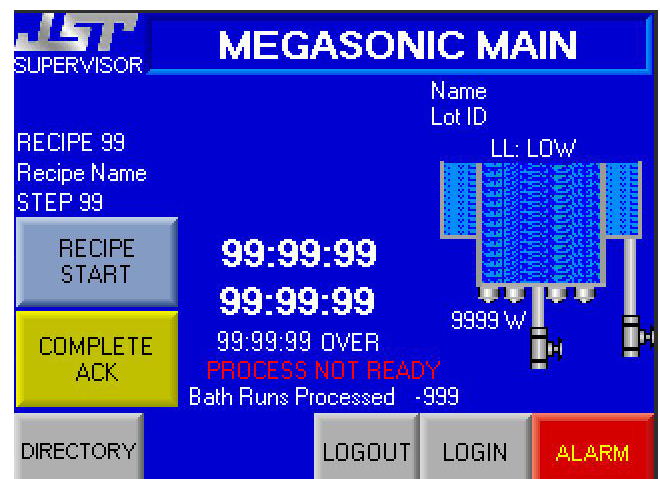 JST
SUPERVISOR
MEGASONIC MAIN
Name
Lot ID
RECIPE 99
Recipe Name
STEP 99
LL: LOW
RECIPE
START
99:99:99
99:99:99
99:99:99 OVER
9999 W
COMPLETE
ACK
PROCESS NOT READY
Bath Runs Processed -999
DIRECTORY
LOGOUT
LOGIN
ALARM